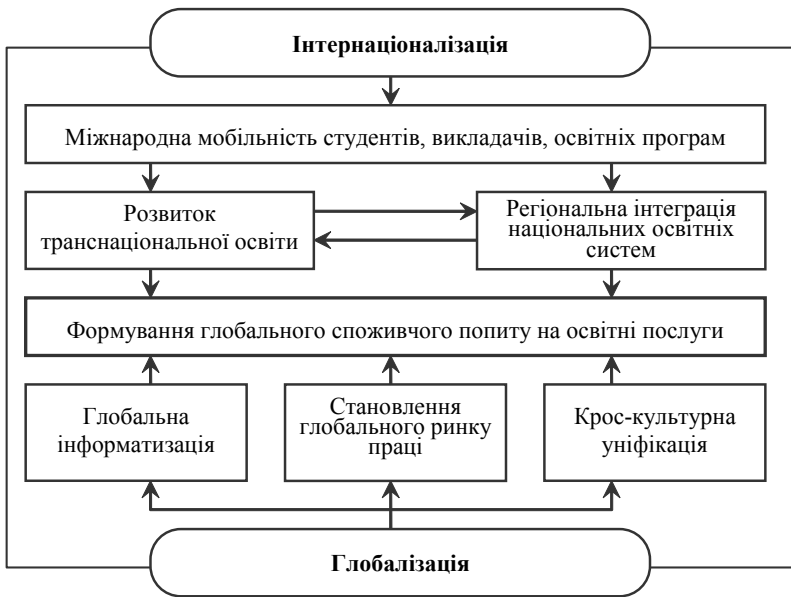 Інтернаціоналізація
Міжнародна мобільність студентів, викладачів, освітніх програм
Розвиток
транснаціональної освіти
Регіональна інтеграція
національних освітніх
систем
Формування глобального споживчого попиту на освітні послуги
Глобальна
інформатизація
Становлення
глобального ринку
праці
Крос-культурна
уніфікація
Глобалізація